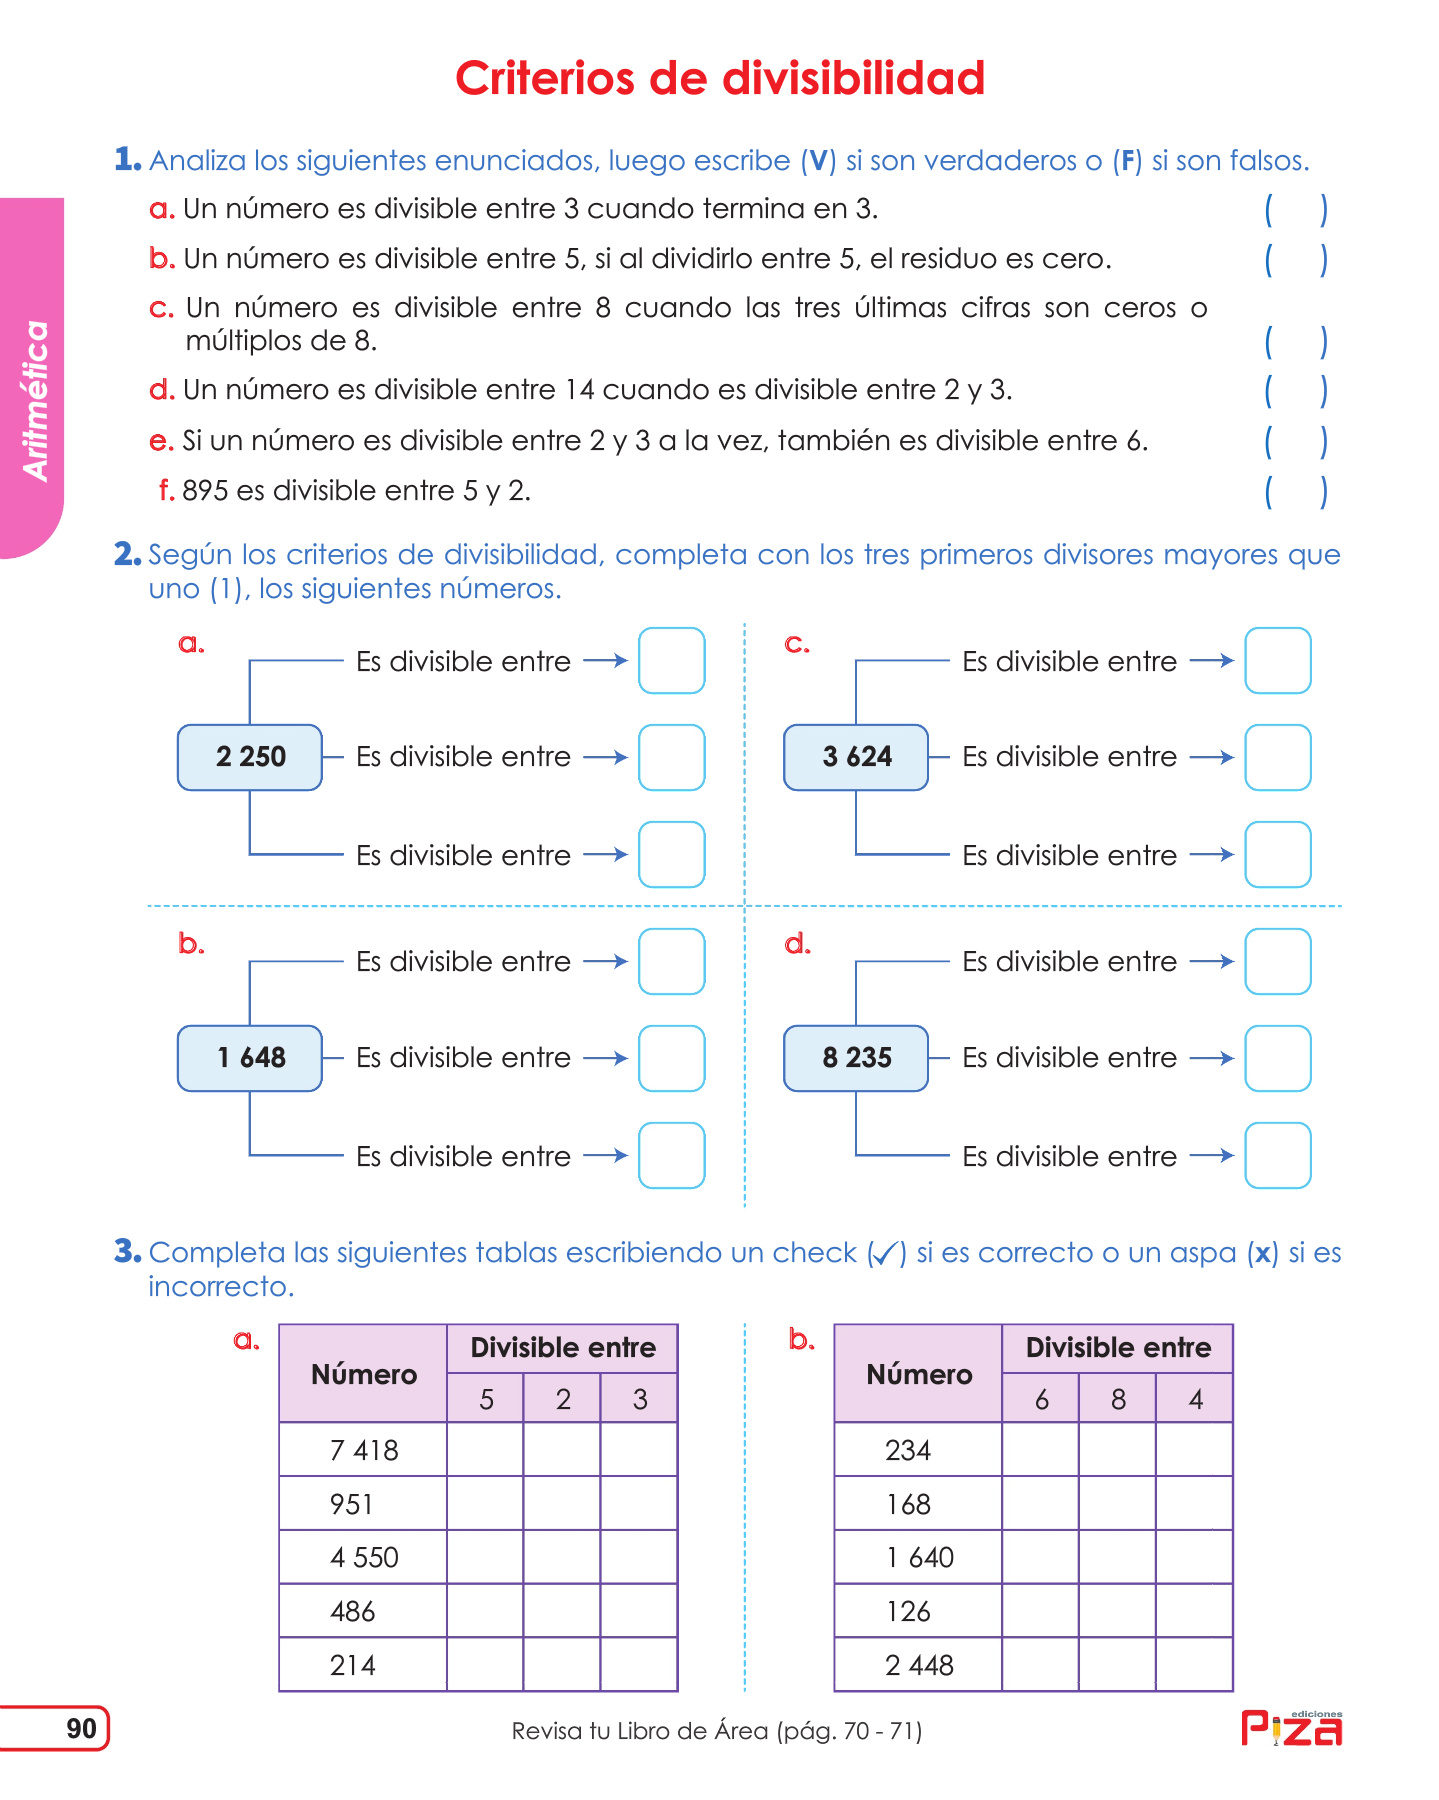 Criterios de divisibilidad
1. Analiza los siguientes enunciados, luego escribe (V) si son verdaderos o (F) si son falsos.
a. Un número es divisible entre 3 cuando termina en 3. ( )
b. Un número es divisible entre 5, si al dividirlo entre 5, el residuo es cero. ( )
c. Un número es divisible entre 8 cuando las tres últimas cifras son ceros o
múltiplos de 8. ( )
d. Un número es divisible entre 14 cuando es divisible entre 2 y 3. ( )
e. Si un número es divisible entre 2 y 3 a la vez, también es divisible entre 6. ( )
f. 895 es divisible entre 5 y 2. ( )
Aritmética
2. Según los criterios de divisibilidad, completa con los tres primeros divisores mayores que
uno (1), los siguientes números.
a.
Es divisible entre
2 250
Es divisible entre
Es divisible entre
c.
Es divisible entre
3 624
Es divisible entre
Es divisible entre
b.
Es divisible entre
1 648
Es divisible entre
Es divisible entre
d.
Es divisible entre
8 235
Es divisible entre
Es divisible entre
3. Completa las siguientes tablas escribiendo un check (✓) si es correcto o un aspa (x) si es
incorrecto.
a.
Número
Divisible entre
5 2 3
7 418
951
4 550
486
214
b.
Número
Divisible entre
6 8 4
234
168
1 640
126
2 448
90
Revisa tu Libro de Área (pág. 70 - 71)
ediciones
Piza